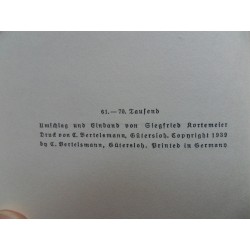 61.–70. Tausend
Umschlag und Einband von Siegfried Kortemeier
Druck von C. Bertelsmann, Gütersloh. Copyright 1939
by C. Bertelsmann, Gütersloh. Printed in Germany